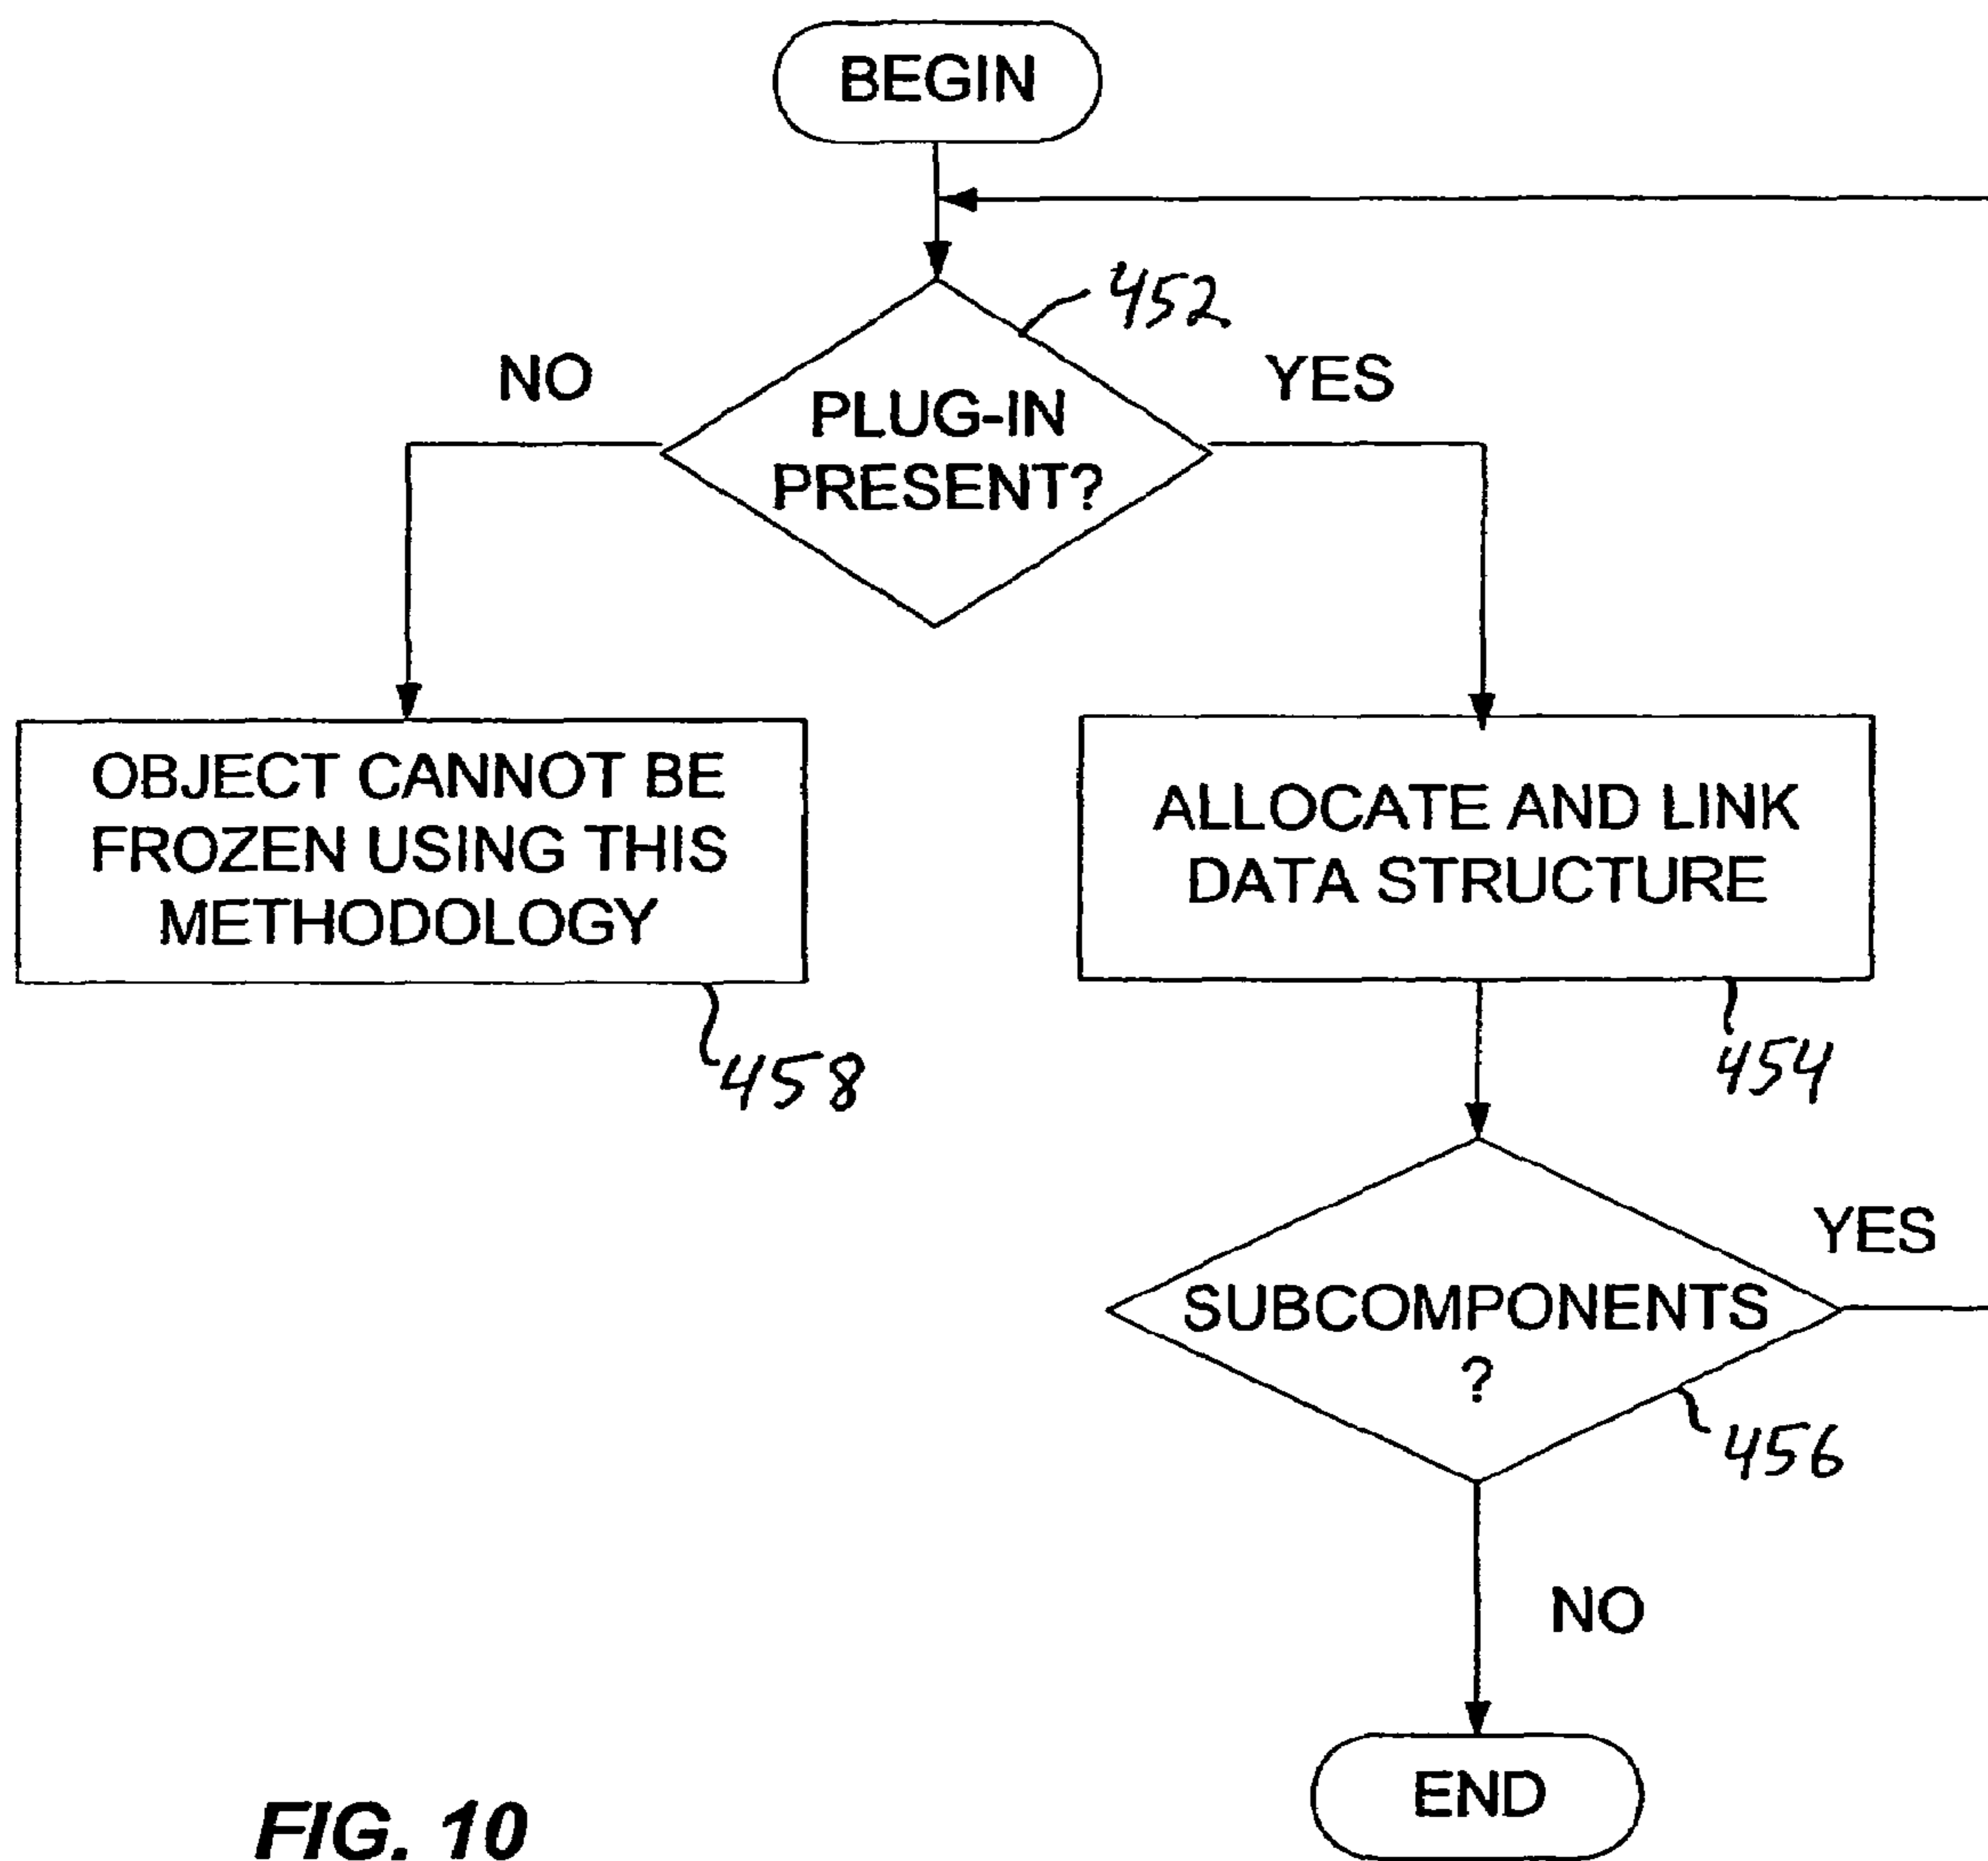 BEGIN
452
NO
YES
PLUG-IN
PRESENT?
OBJECT CANNOT BE
FROZEN USING THIS
METHODOLOGY
458
ALLOCATE AND LINK
DATA STRUCTURE
454
YES
SUBCOMPONENTS
?
456
NO
END
FIG. 10